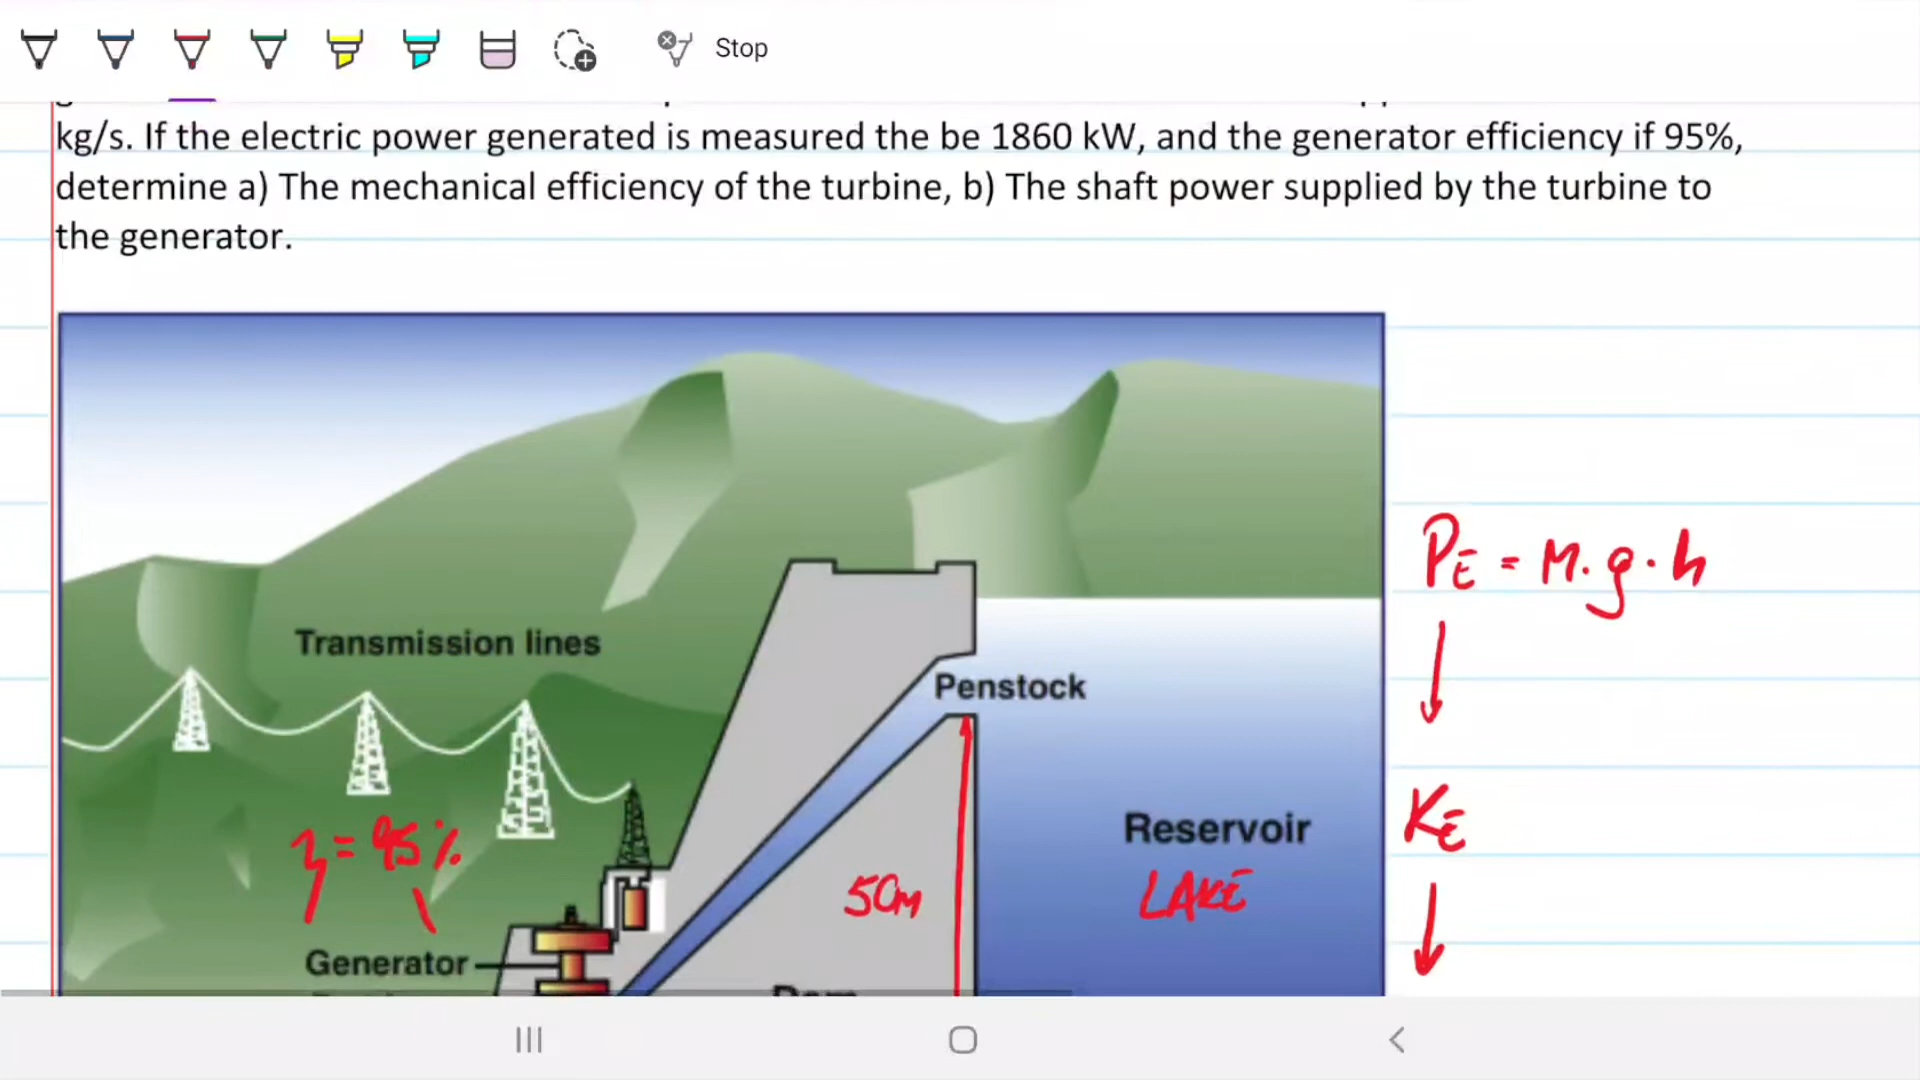 Stop
kg/s. If the electric power generated is measured the be 1860 kW, and the generator efficiency if 95%,
determine a) The mechanical efficiency of the turbine, b) The shaft power supplied by the turbine to
the generator.
PE = M.g.h
Transmission lines
Penstock
KE
Reservoir
η = 95%
50m
LAKE
Generator
Dam